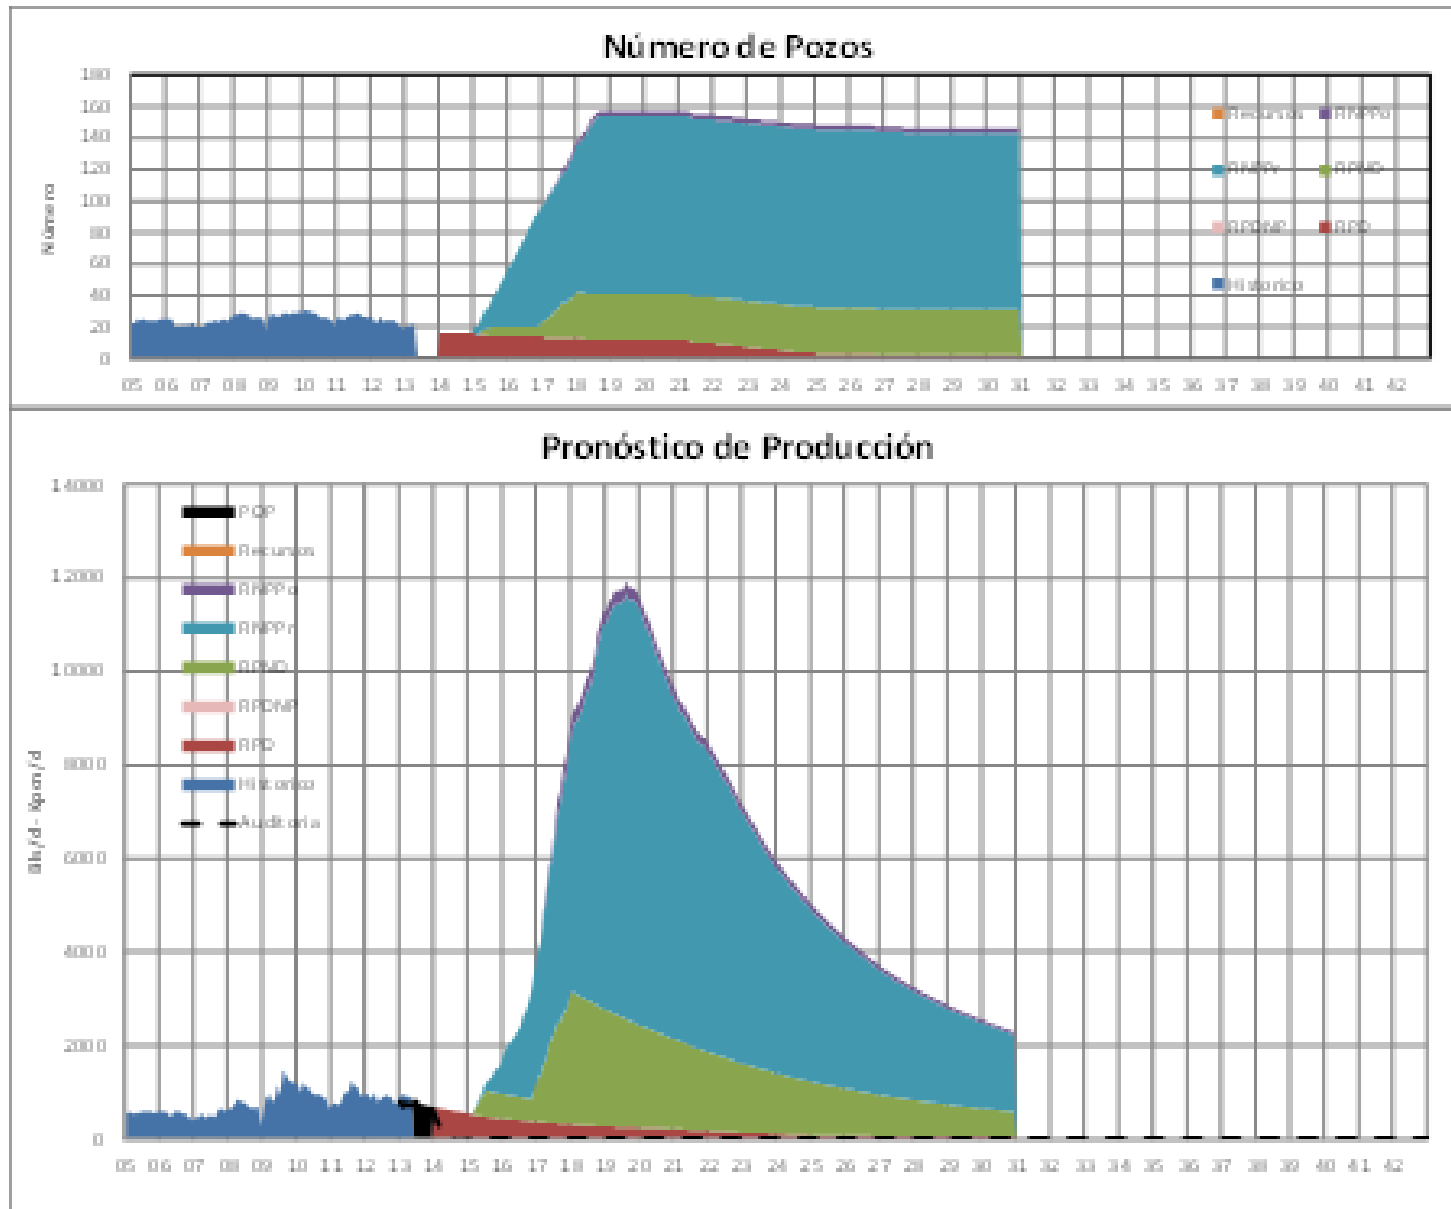 Número de Pozos
180
160
140
120
100
80
60
40
20
0
Número
Recursos RNPPo
RNPPr RPND
RPDNP RPD
Historico
05 06 07 08 09 10 11 12 13 14 15 16 17 18 19 20 21 22 23 24 25 26 27 28 29 30 31 32 33 34 35 36 37 38 39 40 41 42
Pronóstico de Producción
14000
12000
10000
8000
6000
4000
2000
0
Bls/d - Kpcn/d
POP
Recursos
RNPPo
RNPPr
RPND
RPDNP
RPD
Historico
Auditoria
05 06 07 08 09 10 11 12 13 14 15 16 17 18 19 20 21 22 23 24 25 26 27 28 29 30 31 32 33 34 35 36 37 38 39 40 41 42